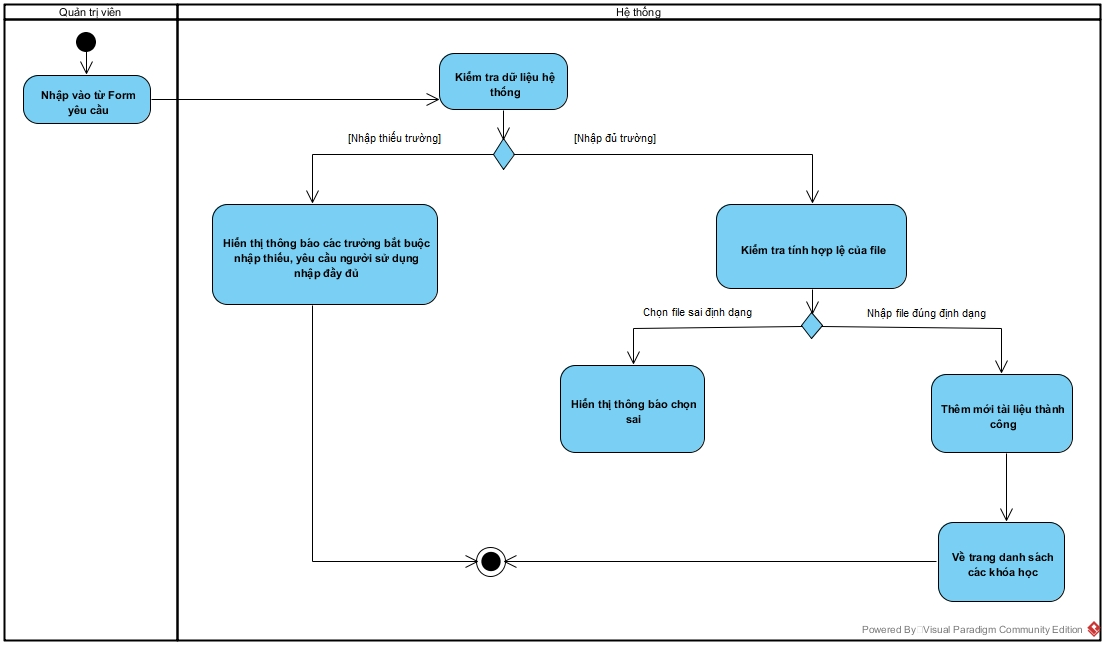 Quản trị viên
Hệ thống
Nhập vào từ Form
yêu cầu
Kiểm tra dữ liệu hệ
thống
[Nhập thiếu trường]
[Nhập đủ trường]
Hiển thị thông báo các trường bắt buộc
nhập thiếu, yêu cầu người sử dụng
nhập đầy đủ
Kiểm tra tính hợp lệ của file
Chọn file sai định dạng
Nhập file đúng định dạng
Hiển thị thông báo chọn
sai
Thêm mới tài liệu thành
công
Về trang danh sách
các khóa học
Powered By Visual Paradigm Community Edition